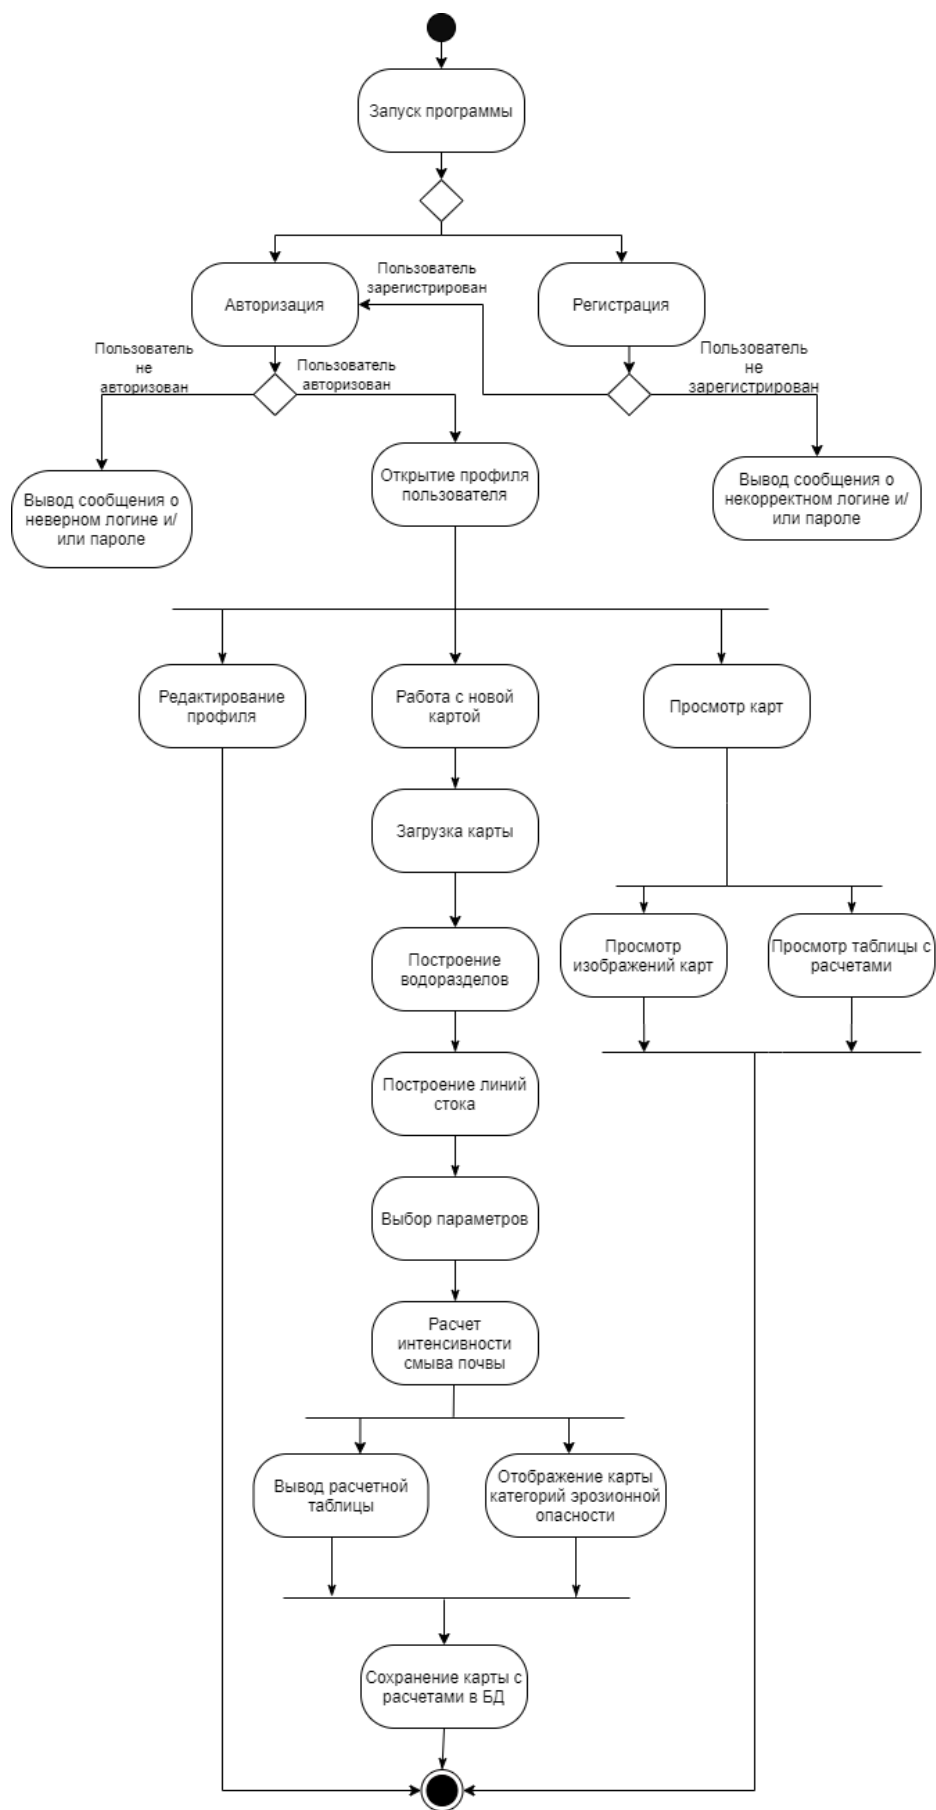 Запуск программы
Пользователь
зарегистрирован
Авторизация
Регистрация
Пользователь
не
авторизован
Пользователь
авторизован
Пользователь
не
зарегистрирован
Вывод сообщения о
неверном логине и/
или пароле
Открытие профиля
пользователя
Вывод сообщения о
некорректном логине и/
или пароле
Редактирование
профиля
Работа с новой
картой
Просмотр карт
Загрузка карты
Построение
водоразделов
Просмотр
изображений карт
Просмотр таблицы с
расчетами
Построение линий
стока
Выбор параметров
Расчет
интенсивности
смыва почвы
Вывод расчетной
таблицы
Отображение карты
категорий эрозионной
опасности
Сохранение карты с
расчетами в БД